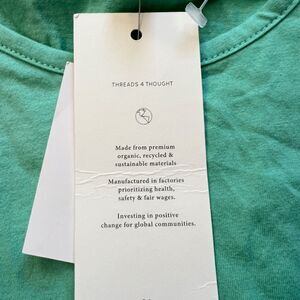 THREADS 4 THOUGHT
Made from premium
organic, recycled &
sustainable materials
Manufactured in factories
prioritizing health,
safety & fair wages.
Investing in positive
change for global communities.